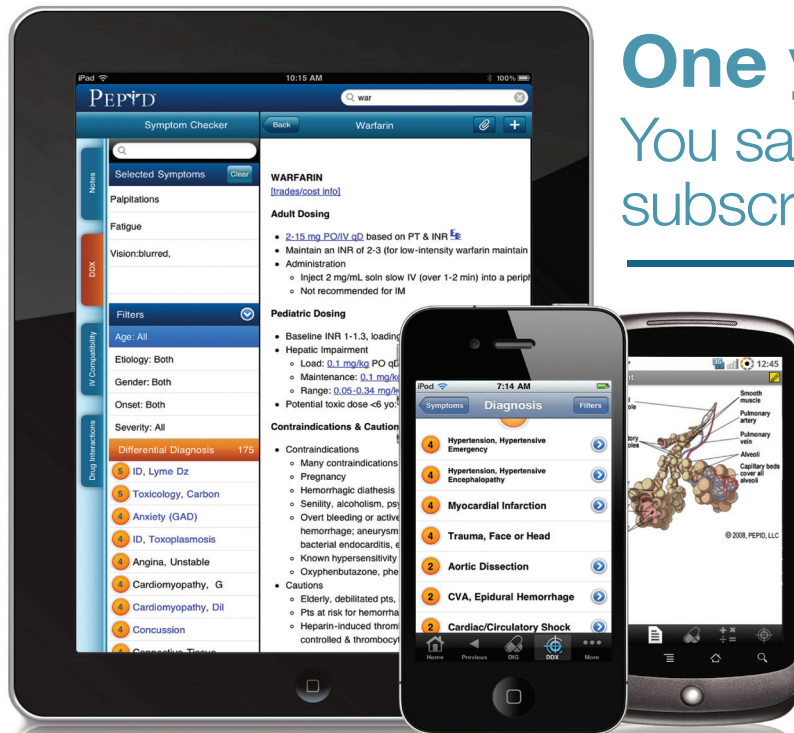 One
You sa
subscr
iPad 10:15 AM 100%
PEPID
war
Symptom Checker
Back Warfarin +
Notes
DDX
IV Compatibility
Drug Interactions
Selected Symptoms Clear
Palpitations
Fatigue
Vision:blurred,
Filters
Age: All
Etiology: Both
Gender: Both
Onset: Both
Severity: All
Differential Diagnosis 175
5 ID, Lyme Dz
5 Toxicology, Carbon
4 Anxiety (GAD)
4 ID, Toxoplasmosis
4 Angina, Unstable
4 Cardiomyopathy, G
4 Cardiomyopathy, Dil
4 Concussion
4 Connective Tissue
WARFARIN
[trades/cost info]
Adult Dosing
• 2-15 mg PO/IV qD based on PT & INR
• Maintain an INR of 2-3 (for low-intensity warfarin maintain
• Administration
○ Inject 2 mg/mL soln slow IV (over 1-2 min) into a periph
○ Not recommended for IM
Pediatric Dosing
• Baseline INR 1-1.3, loading
• Hepatic Impairment
○ Load: 0.1 mg/kg PO qD
○ Maintenance: 0.1 mg/k
○ Range: 0.05-0.34 mg/k
• Potential toxic dose <6 yo:
Contraindications & Caution
• Contraindications
○ Many contraindications
○ Pregnancy
○ Hemorrhagic diathesis
○ Senility, alcoholism, psy
○ Overt bleeding or active
hemorrhage; aneurysm
bacterial endocarditis, e
○ Known hypersensitivity
○ Oxyphenbutazone, phe
• Cautions
○ Elderly, debilitated pts,
○ Pts at risk for hemorrha
○ Heparin-induced thromb
controlled & thrombocyt
iPod 7:14 AM
Symptoms Diagnosis Filters
4 Hypertension, Hypertensive
Emergency
4 Hypertension, Hypertensive
Encephalopathy
4 Myocardial Infarction
4 Trauma, Face or Head
2 Aortic Dissection
2 CVA, Epidural Hemorrhage
2 Cardiac/Circulatory Shock
Home Previous DIG DDX More
3G 12:45
nt
Smooth
muscle
Pulmonary
artery
Pulmonary
vein
Alveoli
Capillary beds
cover all
alveoli
© 2008, PEPID, LLC